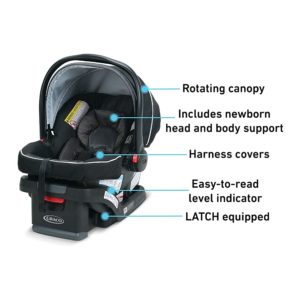 Rotating canopy
Includes newborn
head and body support
Harness covers
Easy-to-read
level indicator
LATCH equipped
GRACO